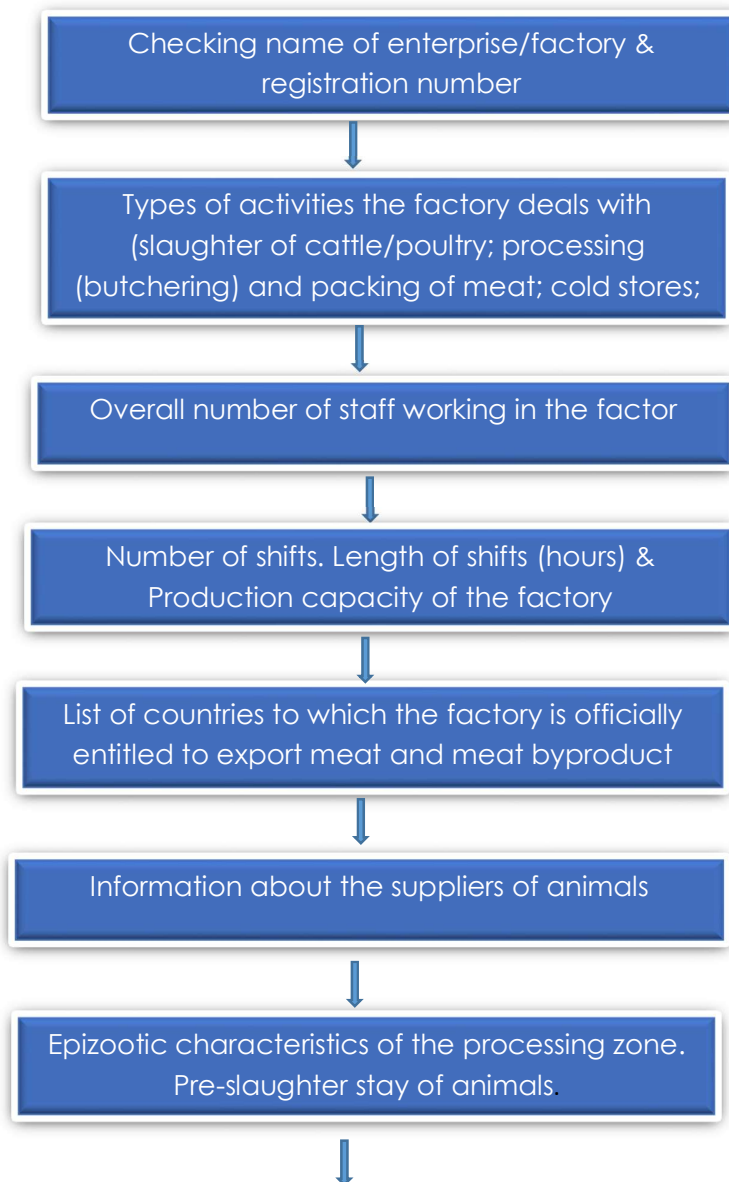 Checking name of enterprise/factory &
registration number
Types of activities the factory deals with
(slaughter of cattle/poultry; processing
(butchering) and packing of meat; cold stores;
Overall number of staff working in the factor
Number of shifts. Length of shifts (hours) &
Production capacity of the factory
List of countries to which the factory is officially
entitled to export meat and meat byproduct
Information about the suppliers of animals
Epizootic characteristics of the processing zone.
Pre-slaughter stay of animals.